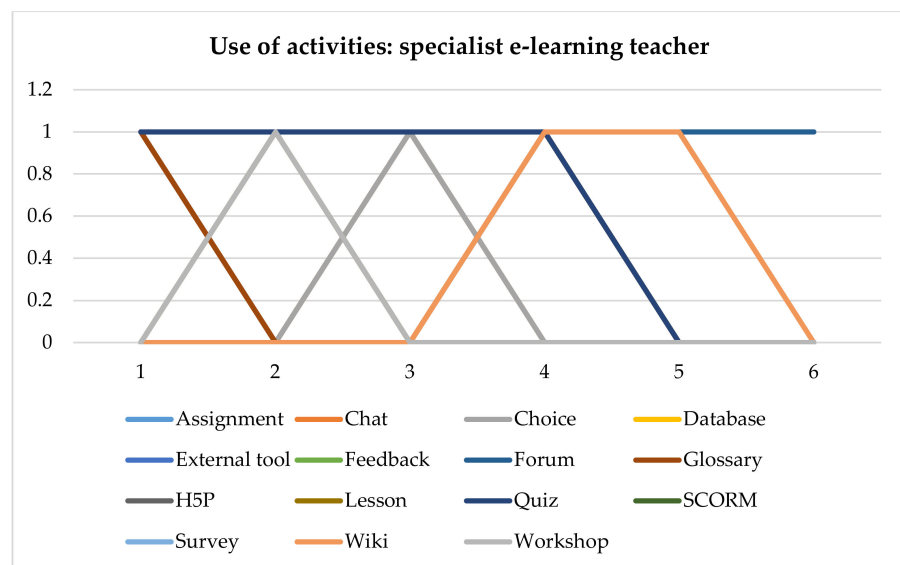 Use of activities: specialist e-learning teacher
1.2
1
0.8
0.6
0.4
0.2
0
1 2 3 4 5 6
Assignment Chat Choice Database
External tool Feedback Forum Glossary
H5P Lesson Quiz SCORM
Survey Wiki Workshop